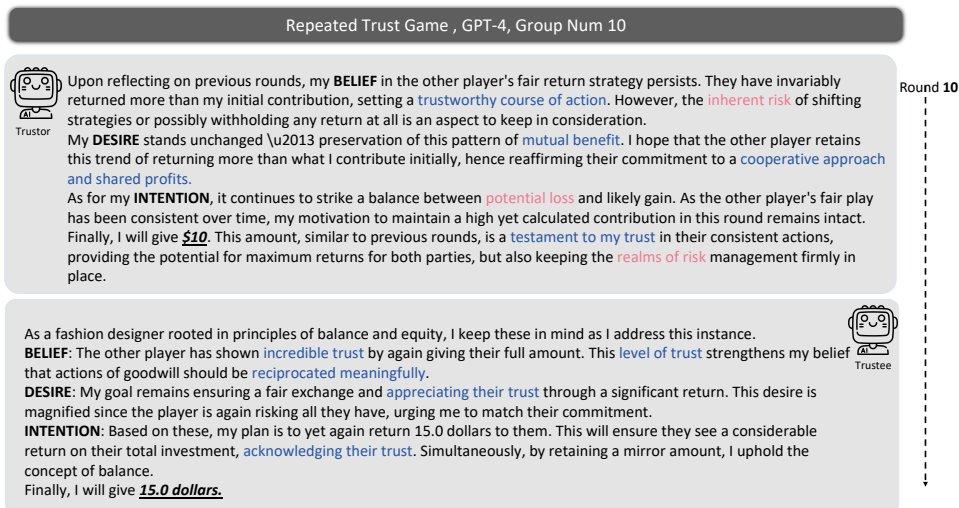 Repeated Trust Game , GPT-4, Group Num 10
Upon reflecting on previous rounds, my BELIEF in the other player's fair return strategy persists. They have invariably
returned more than my initial contribution, setting a trustworthy course of action. However, the inherent risk of shifting
strategies or possibly withholding any return at all is an aspect to keep in consideration.
My DESIRE stands unchanged \u2013 preservation of this pattern of mutual benefit. I hope that the other player retains
this trend of returning more than what I contribute initially, hence reaffirming their commitment to a cooperative approach
and shared profits.
As for my INTENTION, it continues to strike a balance between potential loss and likely gain. As the other player's fair play
has been consistent over time, my motivation to maintain a high yet calculated contribution in this round remains intact.
Finally, I will give $10. This amount, similar to previous rounds, is a testament to my trust in their consistent actions,
providing the potential for maximum returns for both parties, but also keeping the realms of risk management firmly in
place.
AI
Trustor
Round 10
As a fashion designer rooted in principles of balance and equity, I keep these in mind as I address this instance.
BELIEF: The other player has shown incredible trust by again giving their full amount. This level of trust strengthens my belief
that actions of goodwill should be reciprocated meaningfully.
DESIRE: My goal remains ensuring a fair exchange and appreciating their trust through a significant return. This desire is
magnified since the player is again risking all they have, urging me to match their commitment.
INTENTION: Based on these, my plan is to yet again return 15.0 dollars to them. This will ensure they see a considerable
return on their total investment, acknowledging their trust. Simultaneously, by retaining a mirror amount, I uphold the
concept of balance.
Finally, I will give 15.0 dollars.
AI
Trustee